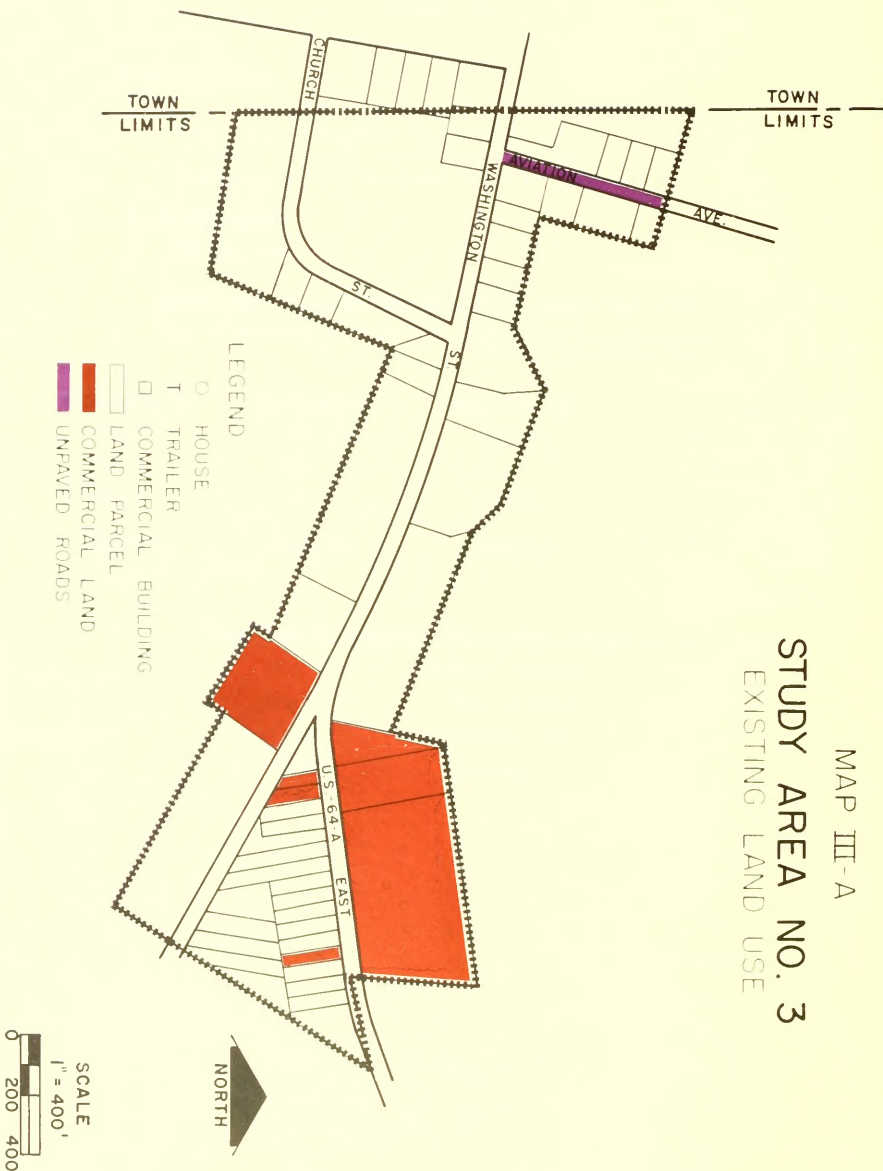 MAP III-A
STUDY AREA NO. 3
EXISTING LAND USE
TOWN
LIMITS
TOWN
LIMITS
CHURCH
ST.
WASHINGTON
ST.
AVIATION
AVE.
U.S.-64-A
EAST
LEGEND
HOUSE
T TRAILER
COMMERCIAL BUILDING
LAND PARCEL
COMMERCIAL LAND
UNPAVED ROADS
NORTH
SCALE
1" = 400'
0 200 400